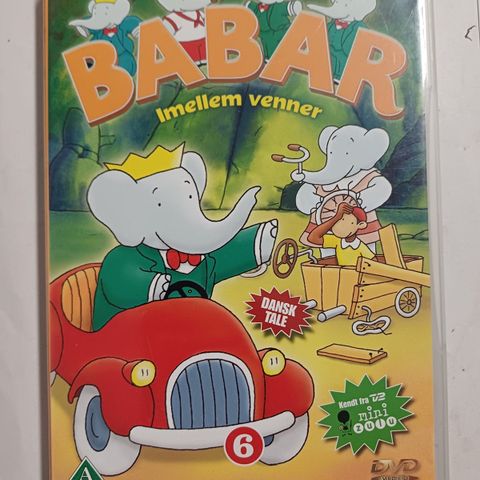 BABAR
Imellem venner
DANSK
TALE
Kendt fra TV2
mini
zulu
6
A
DVD